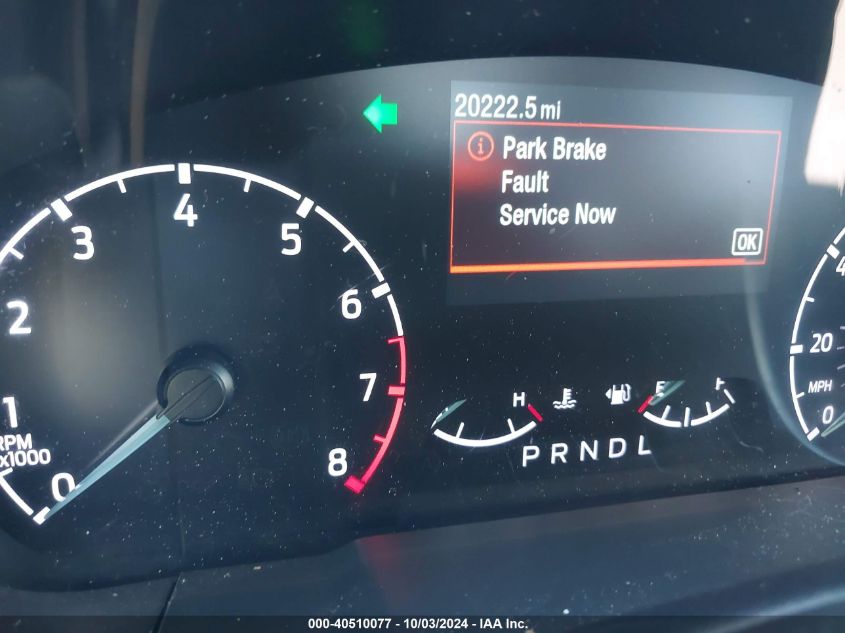 20222.5 mi
Park Brake
Fault
Service Now
OK
0
1
2
3
4
5
6
7
8
RPM
x1000
H
E
F
PRNDL
20
MPH
0
000-40510077 - 10/03/2024 - IAA Inc.